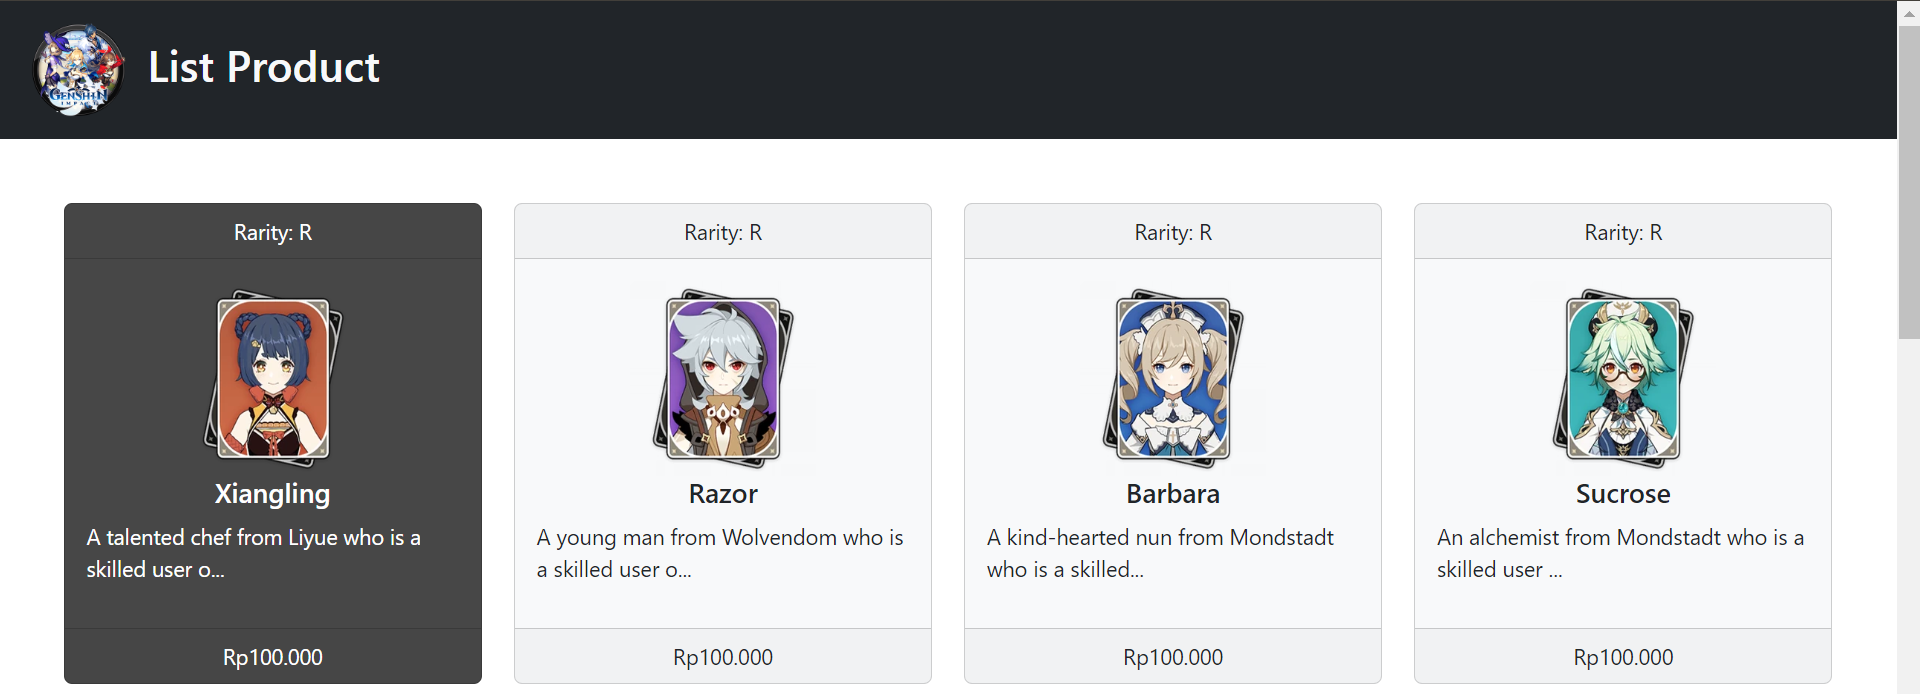 GENSHIN
IMPACT
List Product
Rarity: R
Xiangling
A talented chef from Liyue who is a
skilled user o...
Rp100.000
Rarity: R
Razor
A young man from Wolvendom who is
a skilled user o...
Rp100.000
Rarity: R
Barbara
A kind-hearted nun from Mondstadt
who is a skilled...
Rp100.000
Rarity: R
Sucrose
An alchemist from Mondstadt who is a
skilled user ...
Rp100.000